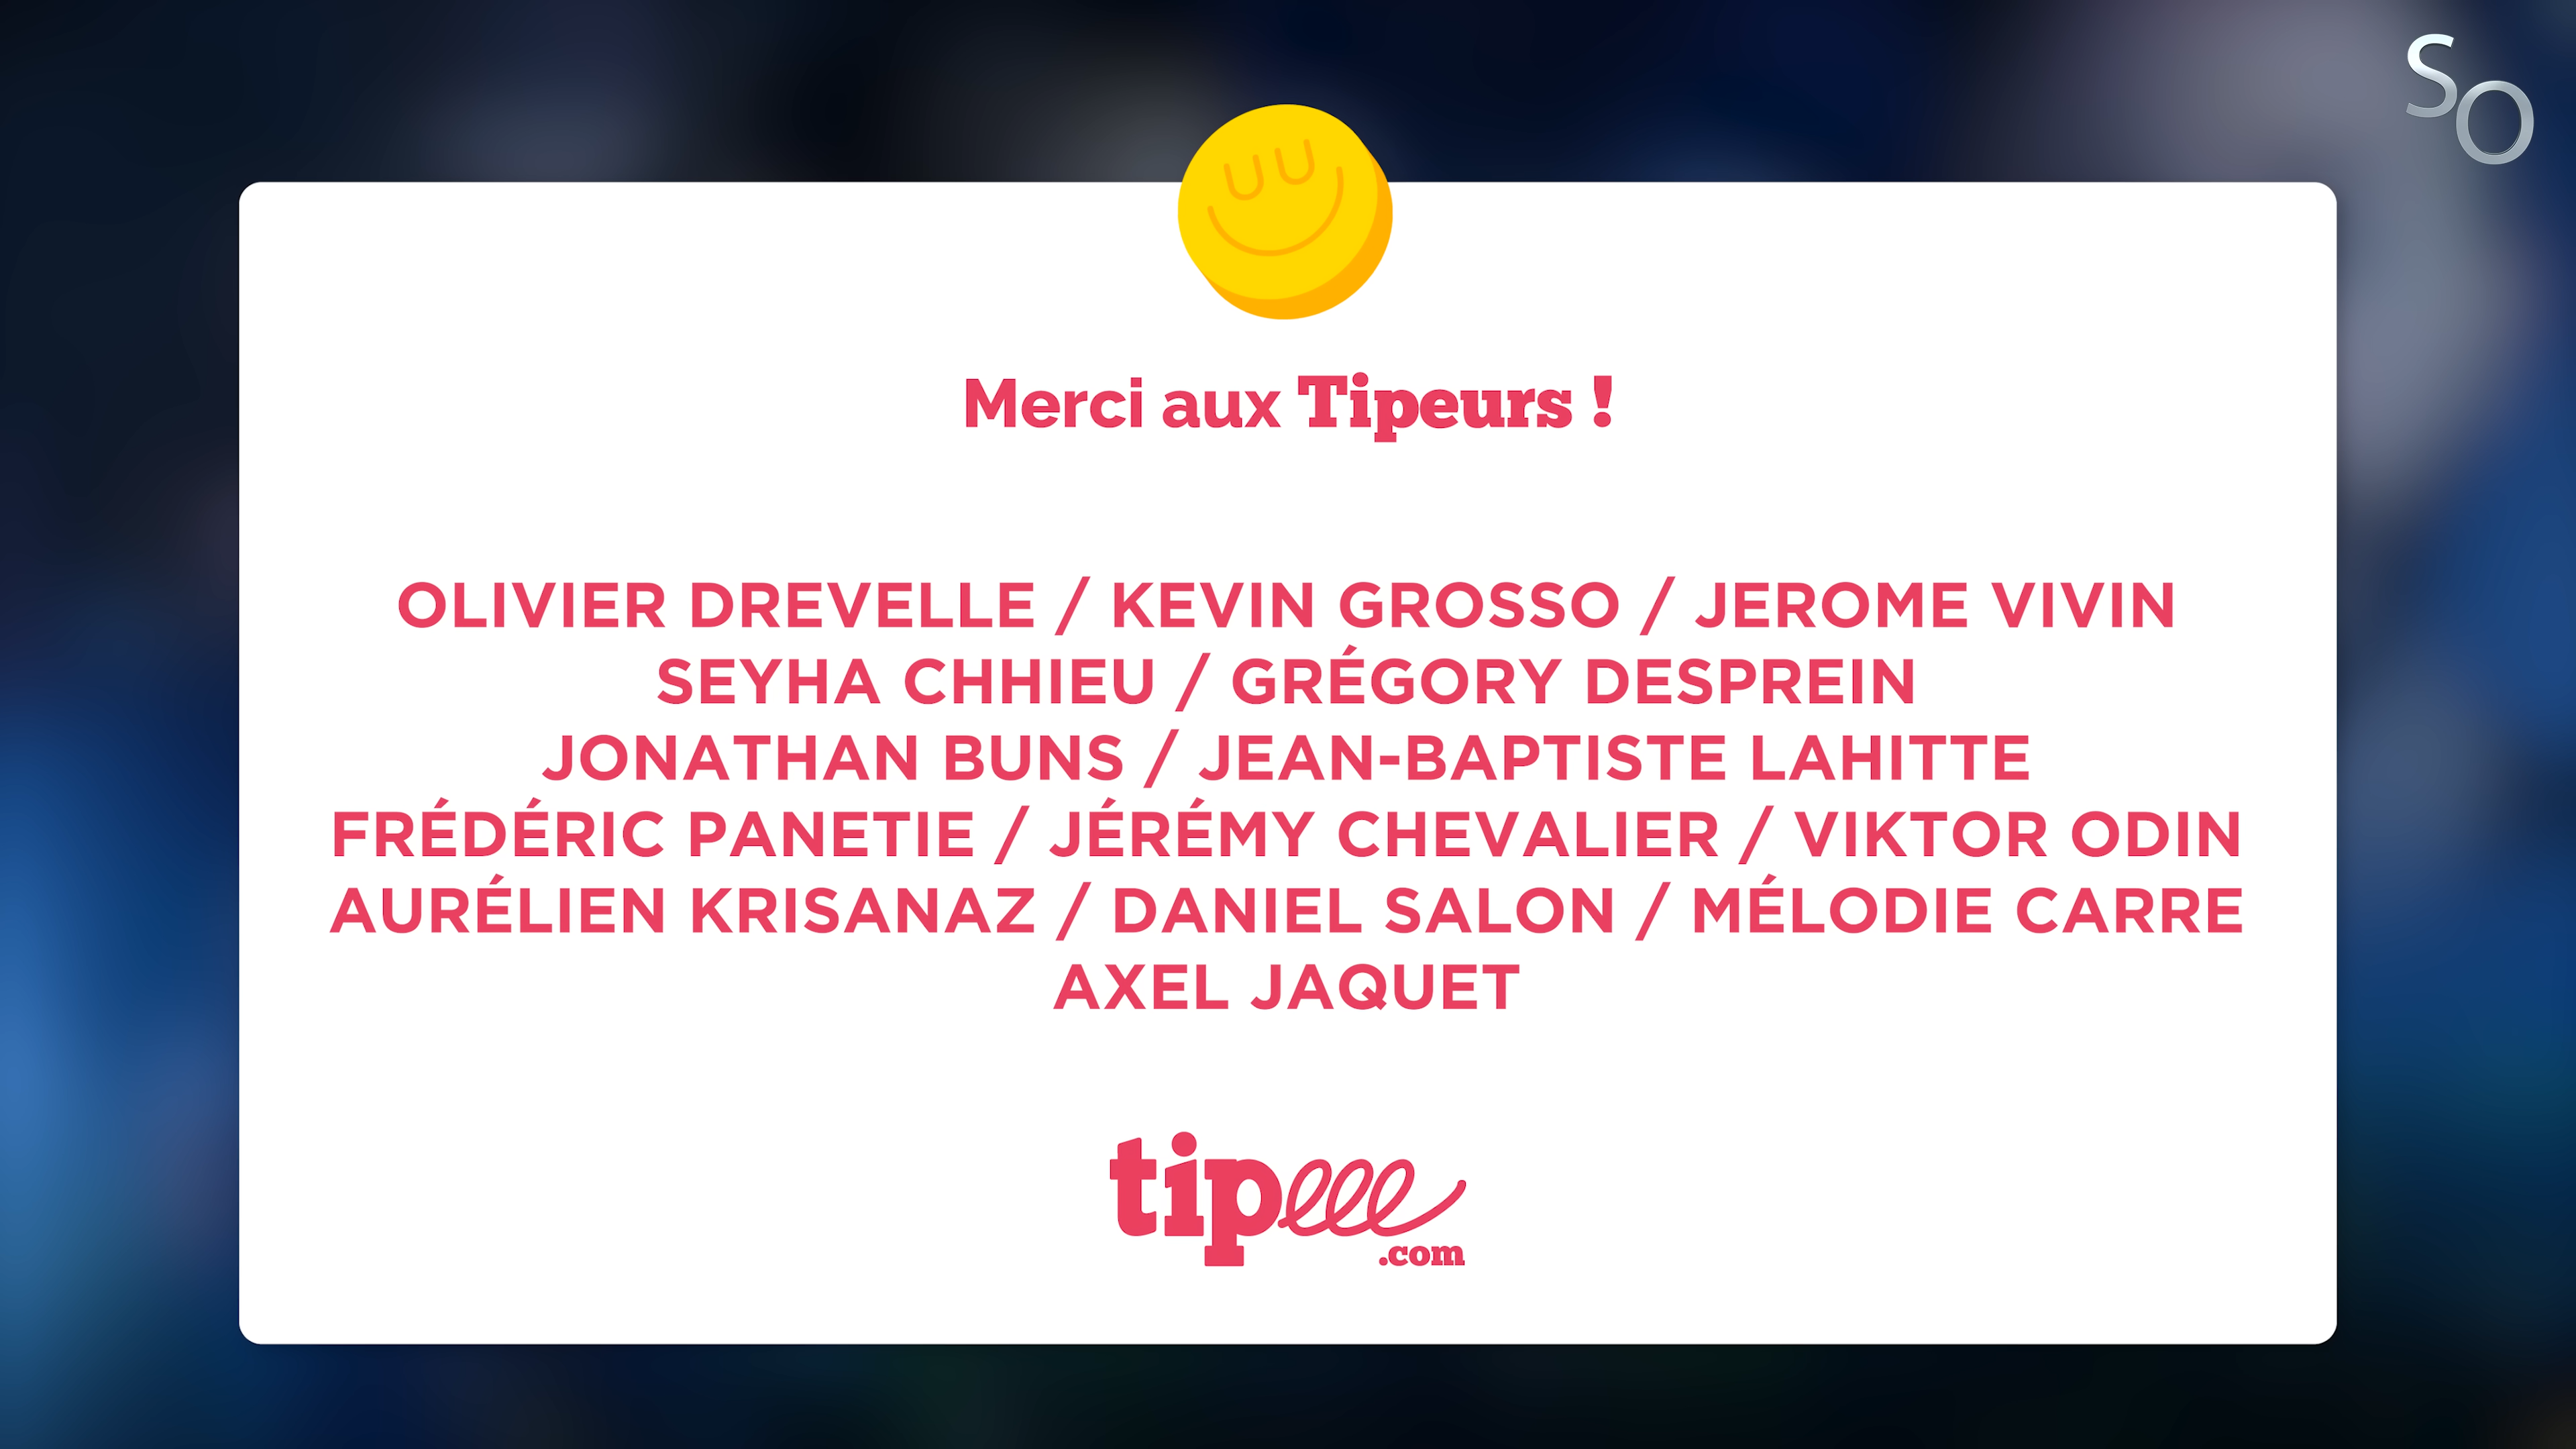 SO
Merci aux Tipeurs !
OLIVIER DREVELLE / KEVIN GROSSO / JEROME VIVIN
SEYHA CHHIEU / GRÉGORY DESPREIN
JONATHAN BUNS / JEAN-BAPTISTE LAHITTE
FRÉDÉRIC PANETIE / JÉRÉMY CHEVALIER / VIKTOR ODIN
AURÉLIEN KRISANAZ / DANIEL SALON / MÉLODIE CARRE
AXEL JAQUET
tipeee
.com